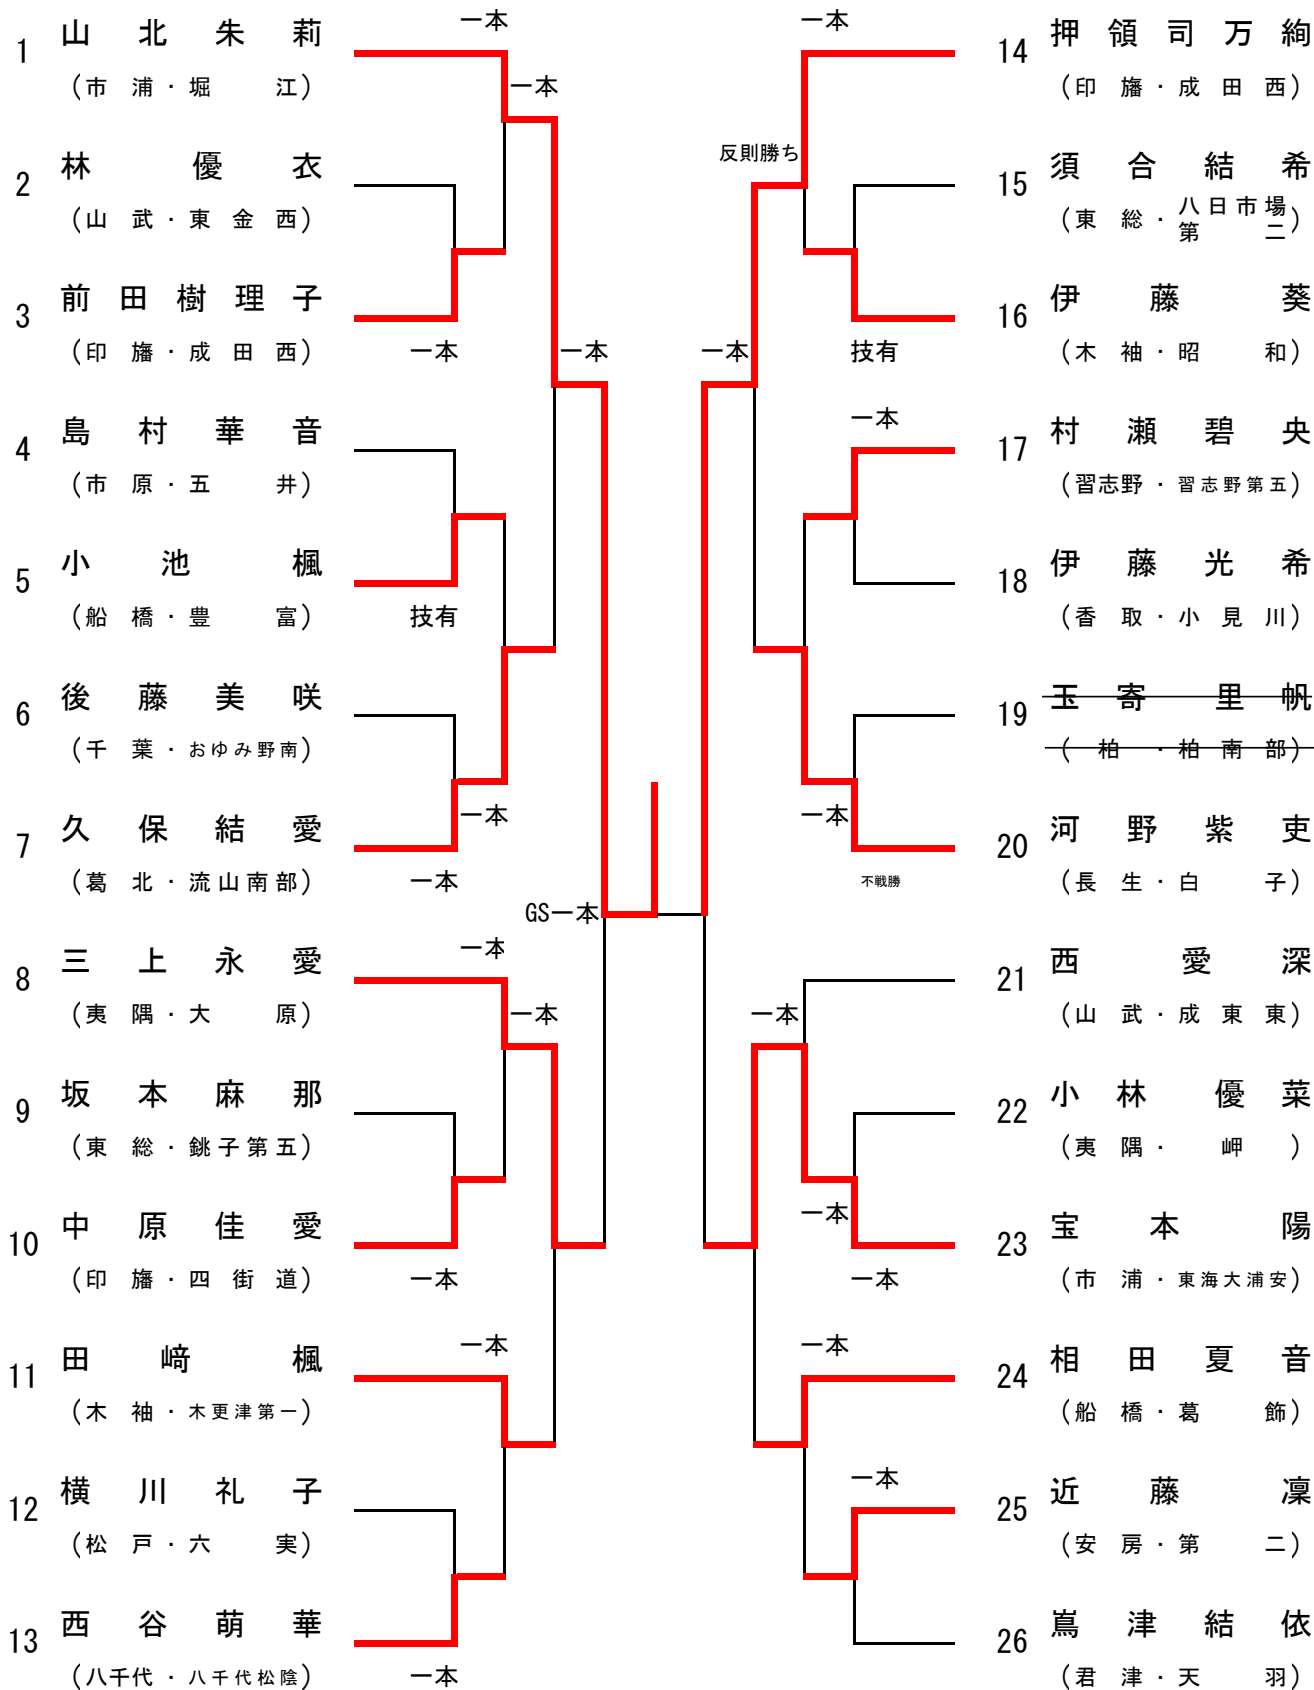 1 山北朱莉
（市浦・堀江）
2 林優衣
（山武・東金西）
3 前田樹理子
（印旛・成田西）
4 島村華音
（市原・五井）
5 小池楓
（船橋・豊富）
6 後藤美咲
（千葉・おゆみ野南）
7 久保結愛
（葛北・流山南部）
8 三上永愛
（夷隅・大原）
9 坂本麻那
（東総・銚子第五）
10 中原佳愛
（印旛・四街道）
11 田﨑楓
（木袖・木更津第一）
12 横川礼子
（松戸・六実）
13 西谷萌華
（八千代・八千代松陰）
一本
一本
一本
一本
技有
一本
一本
GS一本
一本
一本
一本
一本
一本
一本
反則勝ち
一本
技有
一本
一本
不戦勝
一本
一本
一本
一本
一本
14 押領司万絢
（印旛・成田西）
15 須合結希
（東総・八日市場第二）
16 伊藤葵
（木袖・昭和）
17 村瀬碧央
（習志野・習志野第五）
18 伊藤光希
（香取・小見川）
19 玉寄里帆
（柏・柏南部）
20 河野紫吏
（長生・白子）
21 西愛深
（山武・成東東）
22 小林優菜
（夷隅・岬）
23 宝本陽
（市浦・東海大浦安）
24 相田夏音
（船橋・葛飾）
25 近藤凜
（安房・第二）
26 嶌津結依
（君津・天羽）